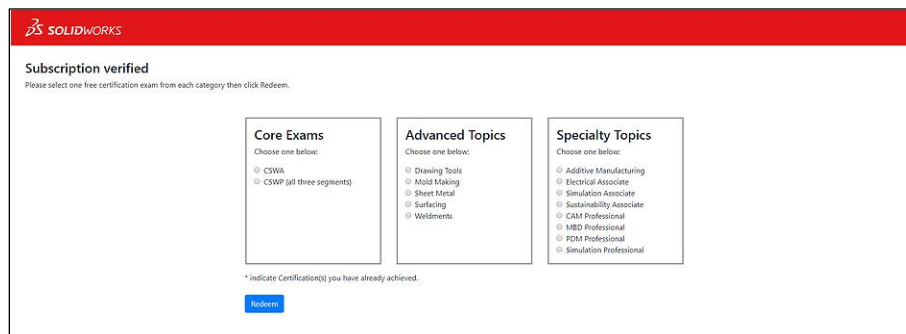 SOLIDWORKS
Subscription verified
Please select one free certification exam from each category then click Redeem.
Core Exams
Choose one below:
CSWA
CSWP (all three segments)
Advanced Topics
Choose one below:
Drawing Tools
Mold Making
Sheet Metal
Surfacing
Weldments
Specialty Topics
Choose one below:
Additive Manufacturing
Electrical Associate
Simulation Associate
Sustainability Associate
CAM Professional
MBD Professional
PDM Professional
Simulation Professional
* indicate Certification(s) you have already achieved.
Redeem